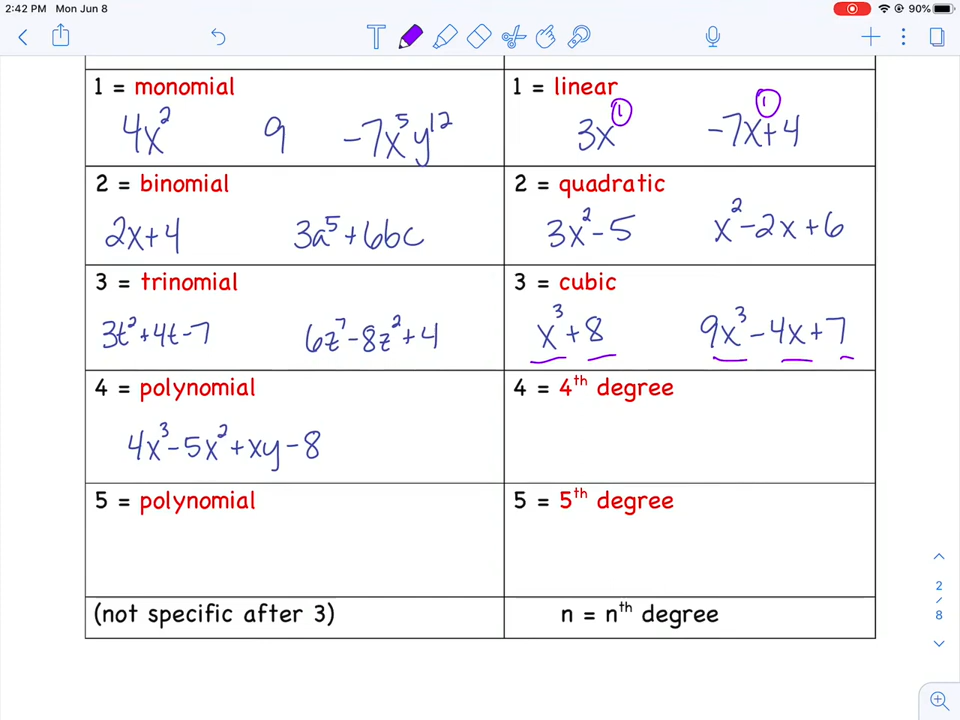 2:42 PM Mon Jun 8
90%
T
1 = monomial
4x² 9 -7x⁵y¹²
1 = linear
3x¹ -7x¹+4
2 = binomial
2x+4 3a⁵+6bc
2 = quadratic
3x²-5 x²-2x+6
3 = trinomial
3t²+4t-7 6z⁷-8z²+4
3 = cubic
x³+8 9x³-4x+7
4 = polynomial
4x³-5x²+xy-8
4 = 4ᵗʰ degree
5 = polynomial
5 = 5ᵗʰ degree
(not specific after 3)
n = nᵗʰ degree
2
/
8